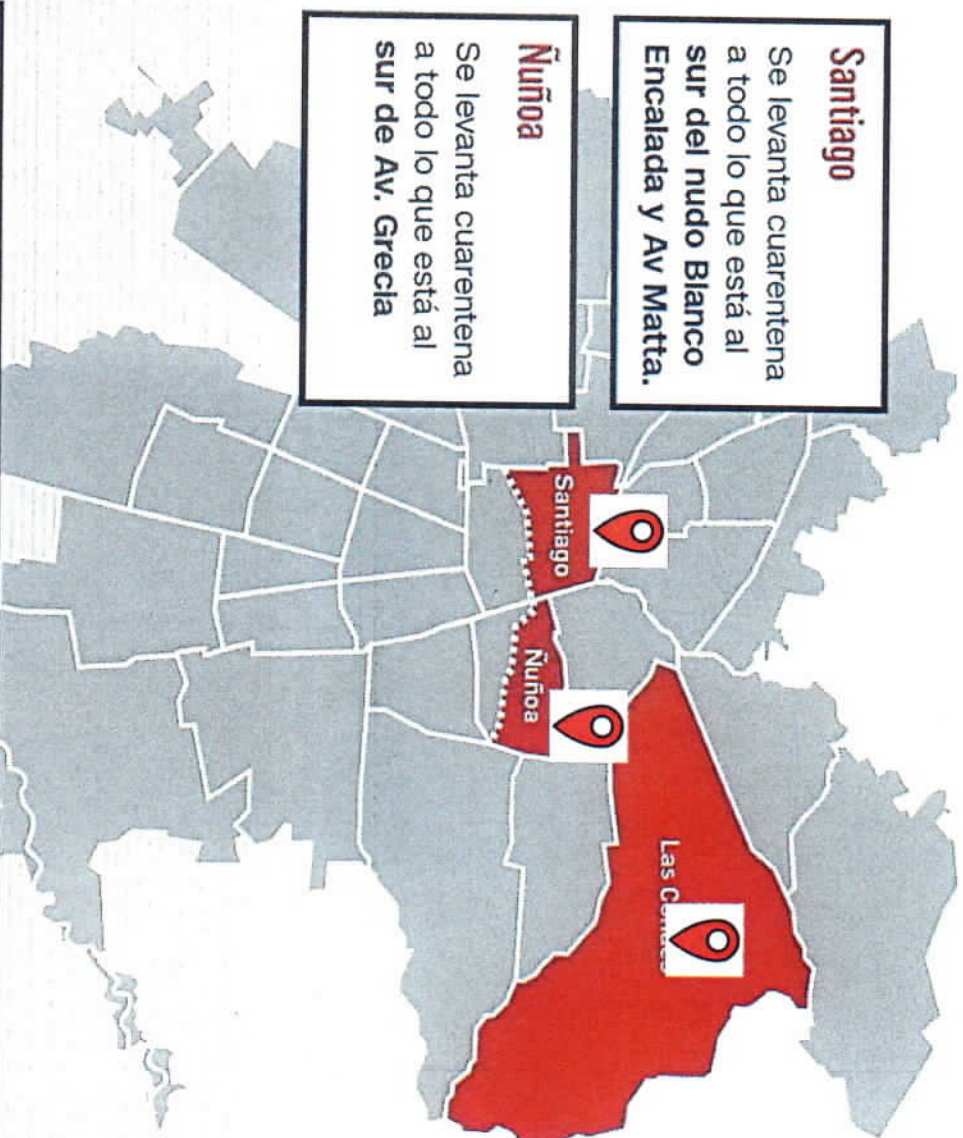 Santiago
Se levanta cuarentena
a todo lo que está al
sur del nudo Blanco
Encalada y Av Matta.
Ñuñoa
Se levanta cuarentena
a todo lo que está al
sur de Av. Grecia
Santiago
Ñuñoa
Las